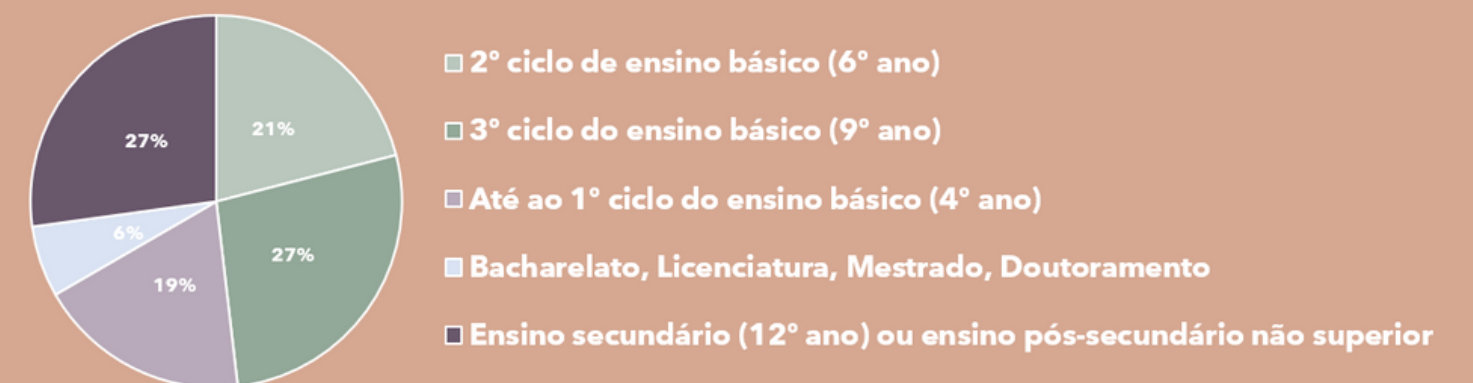 27%
21%
6%
27%
19%
2º ciclo de ensino básico (6º ano)
3º ciclo do ensino básico (9º ano)
Até ao 1º ciclo do ensino básico (4º ano)
Bacharelato, Licenciatura, Mestrado, Doutoramento
Ensino secundário (12º ano) ou ensino pós-secundário não superior